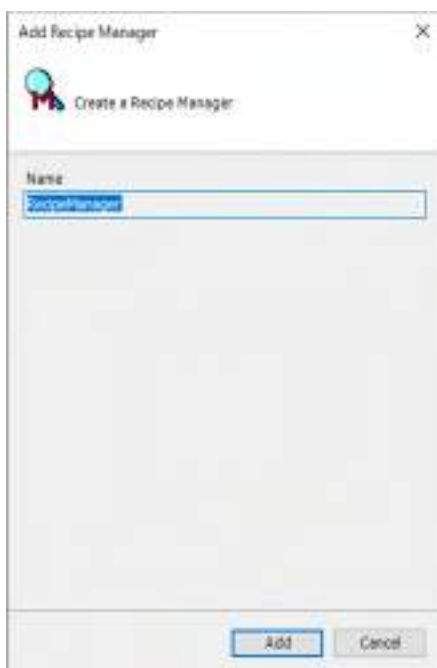 Add Recipe Manager
Create a Recipe Manager
Name
RecipeManager
Add Cancel